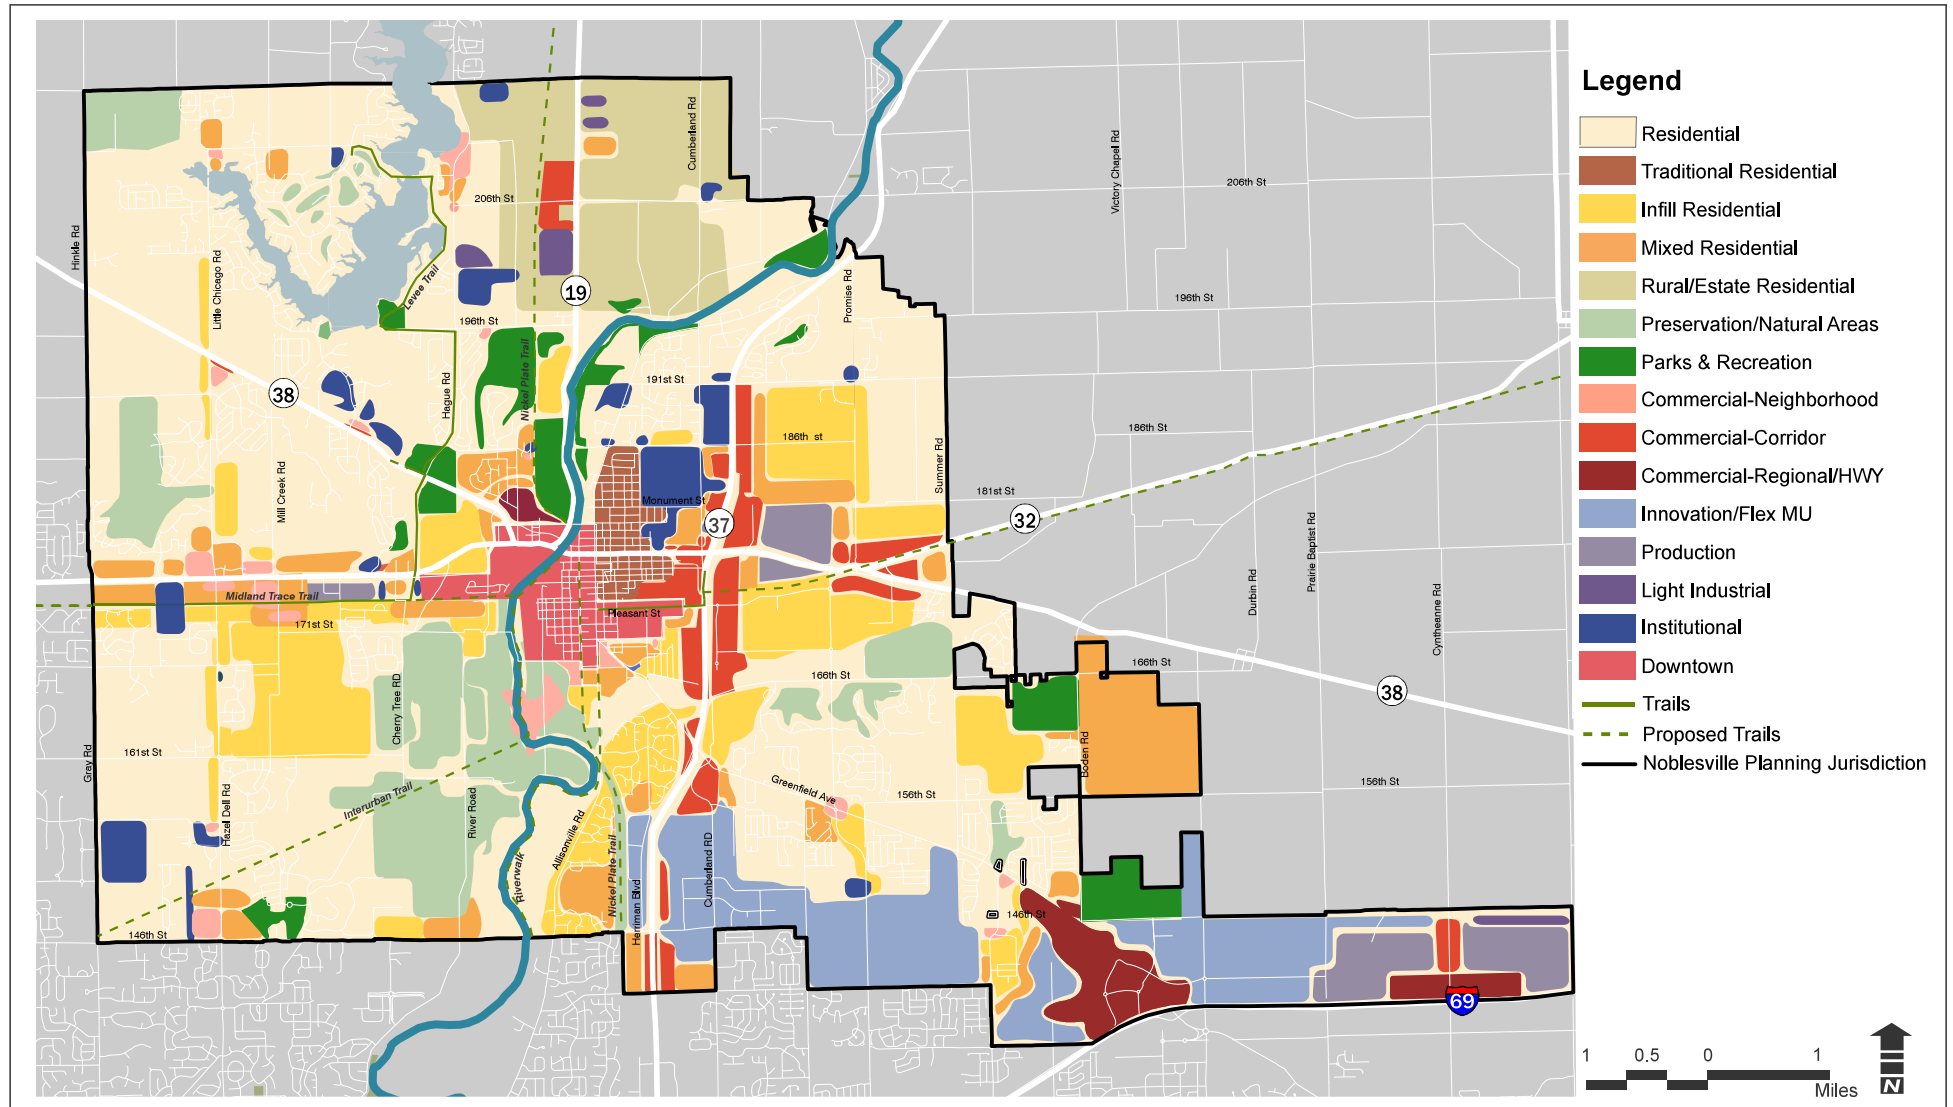 Legend
Residential
Traditional Residential
Infill Residential
Mixed Residential
Rural/Estate Residential
Preservation/Natural Areas
Parks & Recreation
Commercial-Neighborhood
Commercial-Corridor
Commercial-Regional/HWY
Innovation/Flex MU
Production
Light Industrial
Institutional
Downtown
Trails
Proposed Trails
Noblesville Planning Jurisdiction
1 0.5 0 1
Miles
N
Cumberland Rd
Victory Chapel Rd
206th St
206th St
Hinkle Rd
Little Chicago Rd
Levee Trail
19
Promise Rd
196th St
196th St
38
Hague Rd
Nickel Plate Trail
191st St
186th st
186th St
Summer Rd
Mill Creek Rd
Monument St
181st St
37
32
Prairie Baptist Rd
Durbin Rd
Cyntheanne Rd
Midland Trace Trail
171st St
Pleasant St
166th St
166th St
38
Cherry Tree RD
Gray Rd
161st St
Boden Rd
Interurban Trail
Greenfield Ave
156th St
156th St
Hazel Dell Rd
River Road
Riverwalk
Allisonville Rd
Nickel Plate Trail
Herriman Blvd
Cumberland RD
146th St
146th St
69